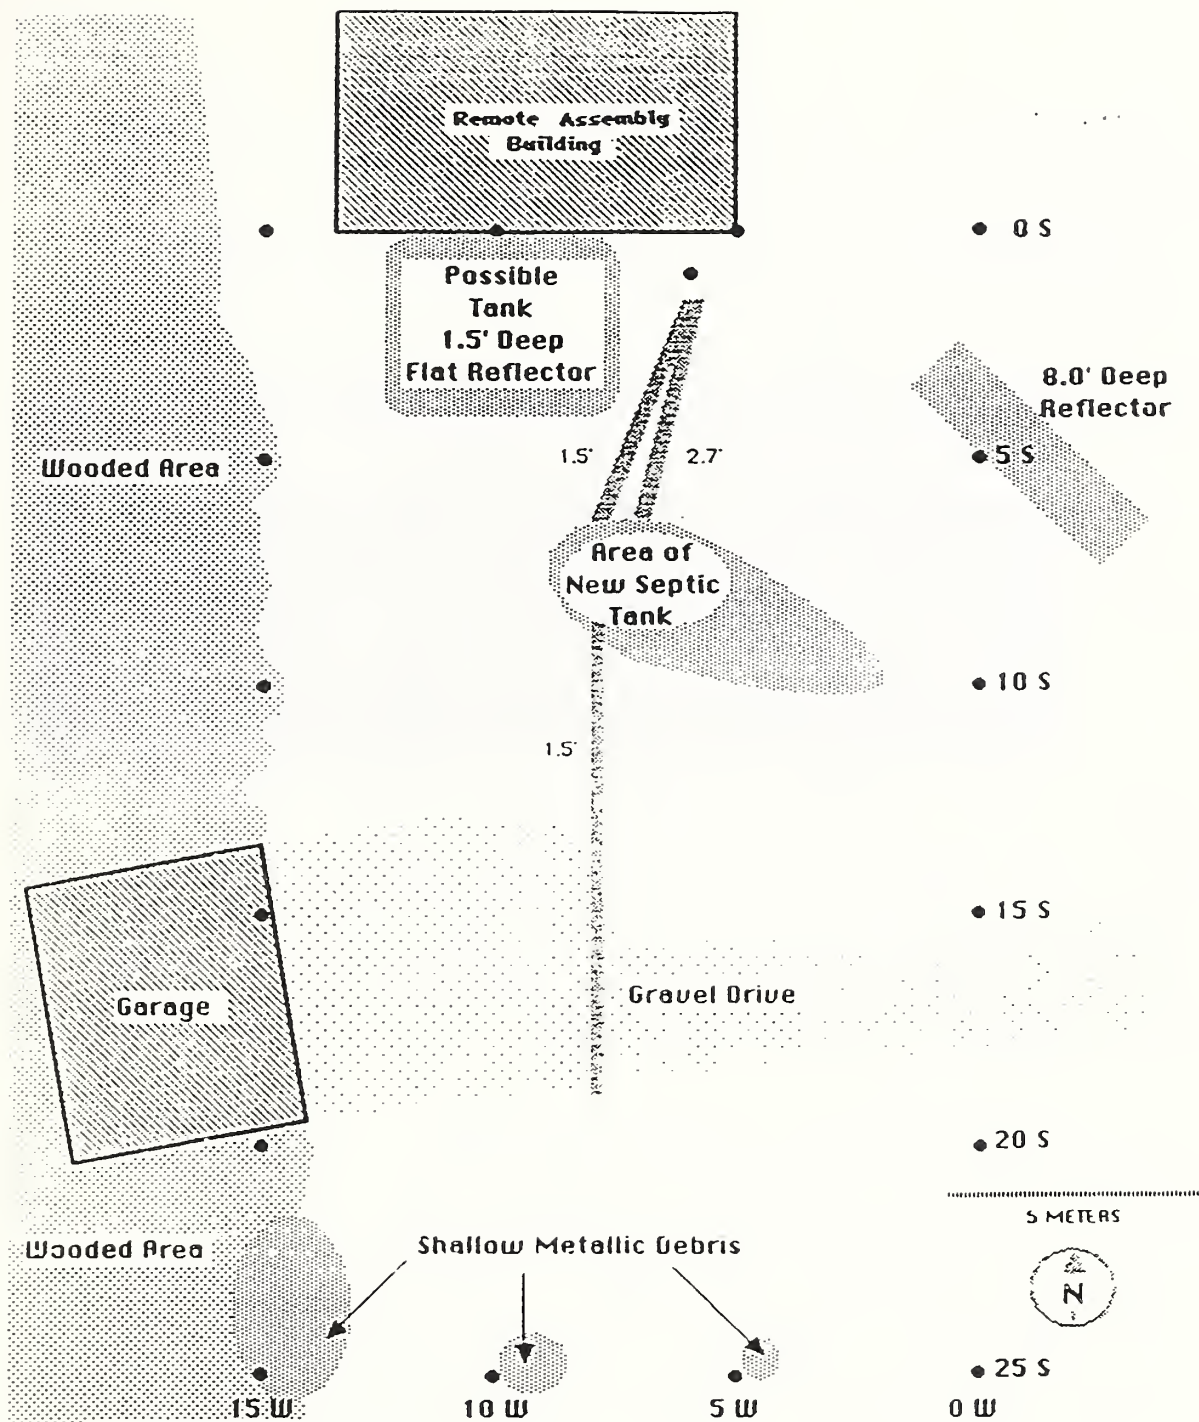 Remote Assembly
Building
0 S
Possible
Tank
1.5' Deep
Flat Reflector
8.0' Deep
Reflector
1.5'
2.7'
5 S
Wooded Area
Area of
New Septic
Tank
10 S
1.5'
15 S
Gravel Drive
Garage
20 S
5 METERS
Shallow Metallic Debris
Wooded Area
N
25 S
15 W
10 W
5 W
0 W